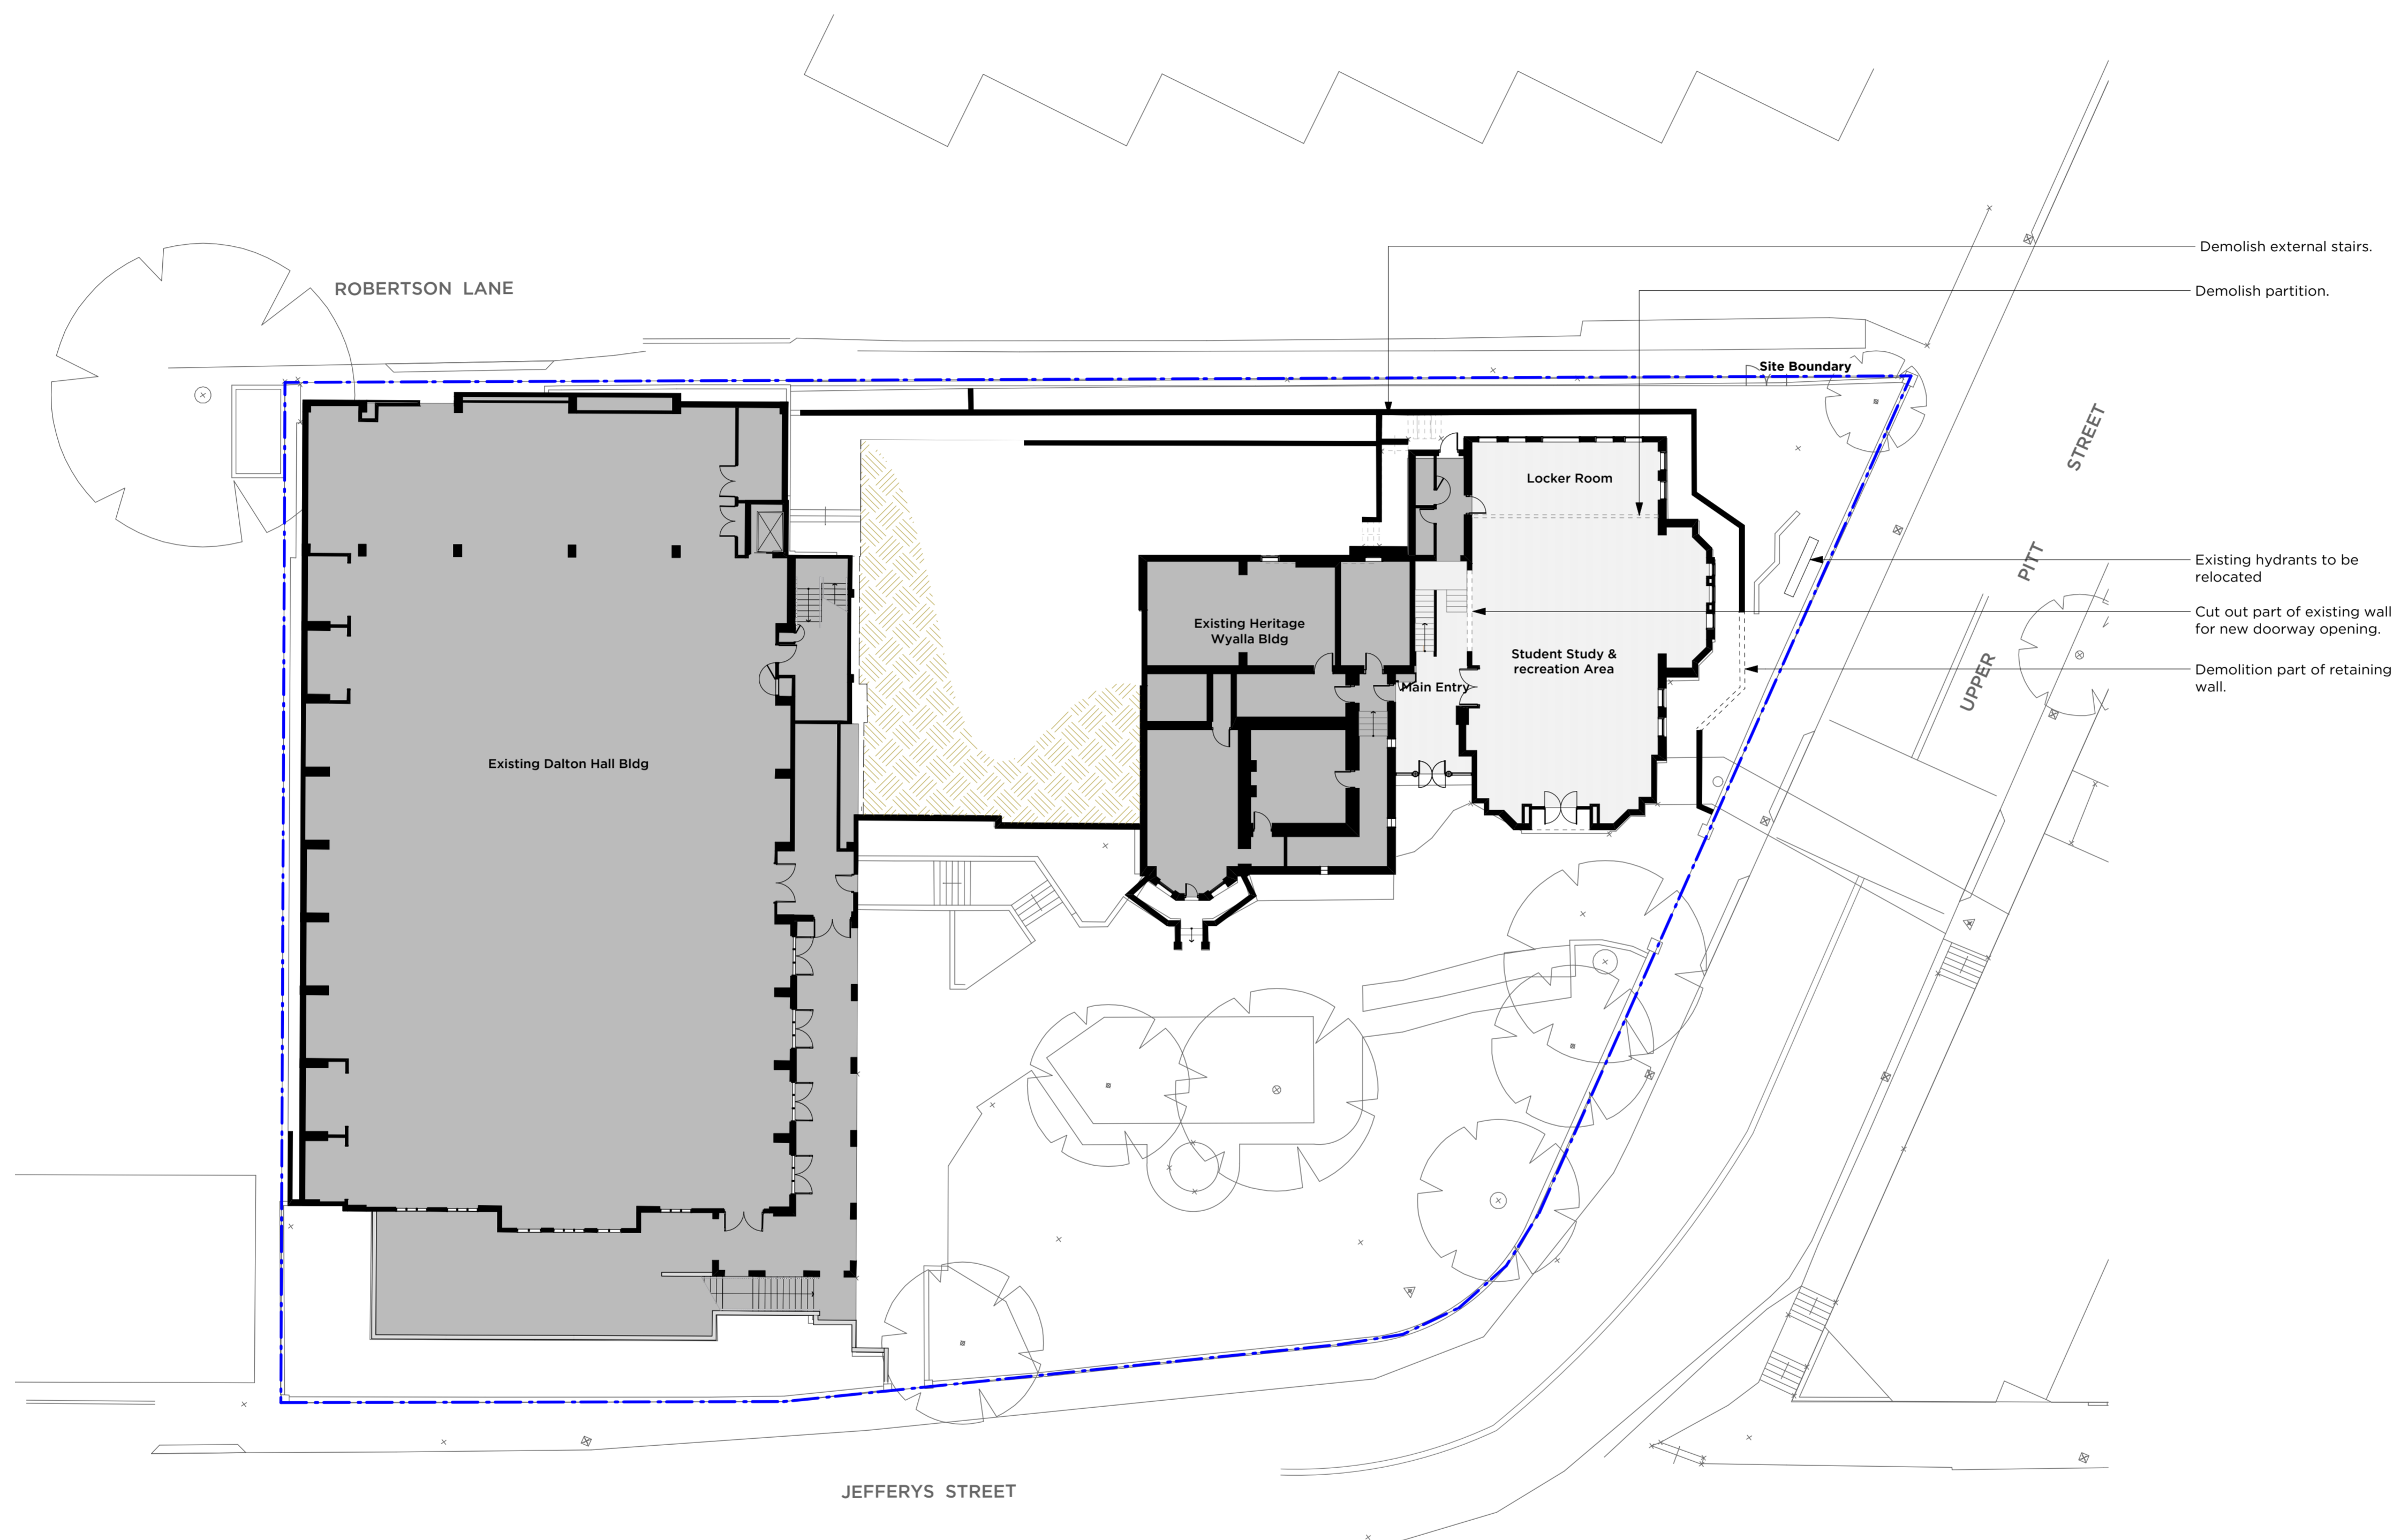 Demolish external stairs.
ROBERTSON LANE
Demolish partition.
Site Boundary
STREET
PITT
UPPER
Locker Room
Existing hydrants to be
relocated
Existing Heritage
Wyalla Bldg
Cut out part of existing wall
for new doorway opening.
Student Study &
recreation Area
Demolition part of retaining
wall.
Main Entry
Existing Dalton Hall Bldg
JEFFERYS STREET